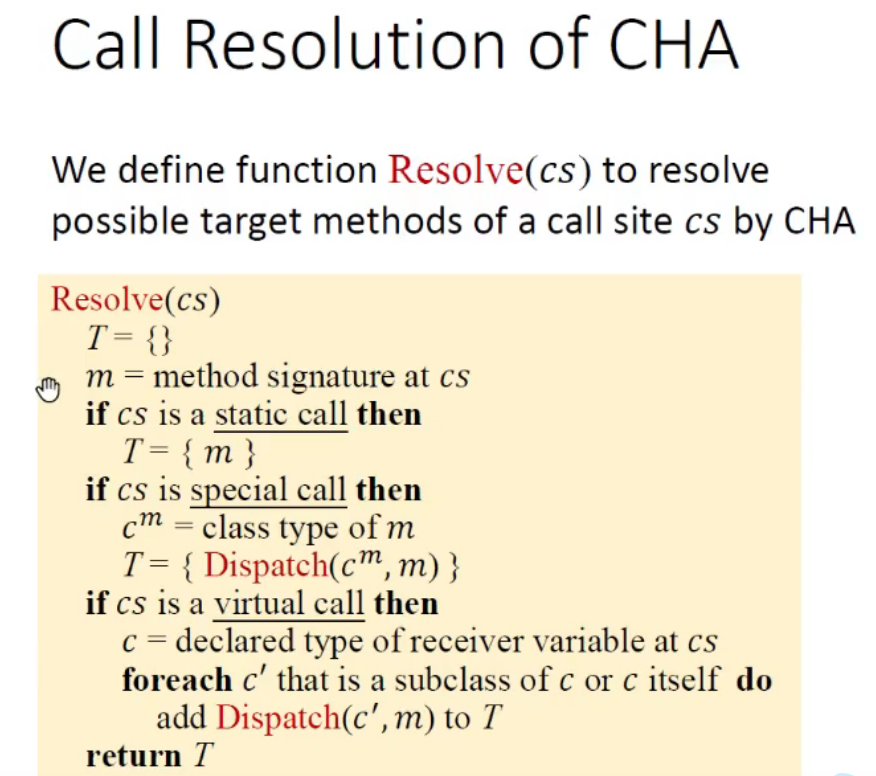 Call Resolution of CHA
We define function Resolve(cs) to resolve
possible target methods of a call site cs by CHA
Resolve(cs)
T = {}
m = method signature at cs
if cs is a static call then
T = { m }
if cs is special call then
c^m = class type of m
T = { Dispatch(c^m, m) }
if cs is a virtual call then
c = declared type of receiver variable at cs
foreach c′ that is a subclass of c or c itself do
add Dispatch(c′, m) to T
return T